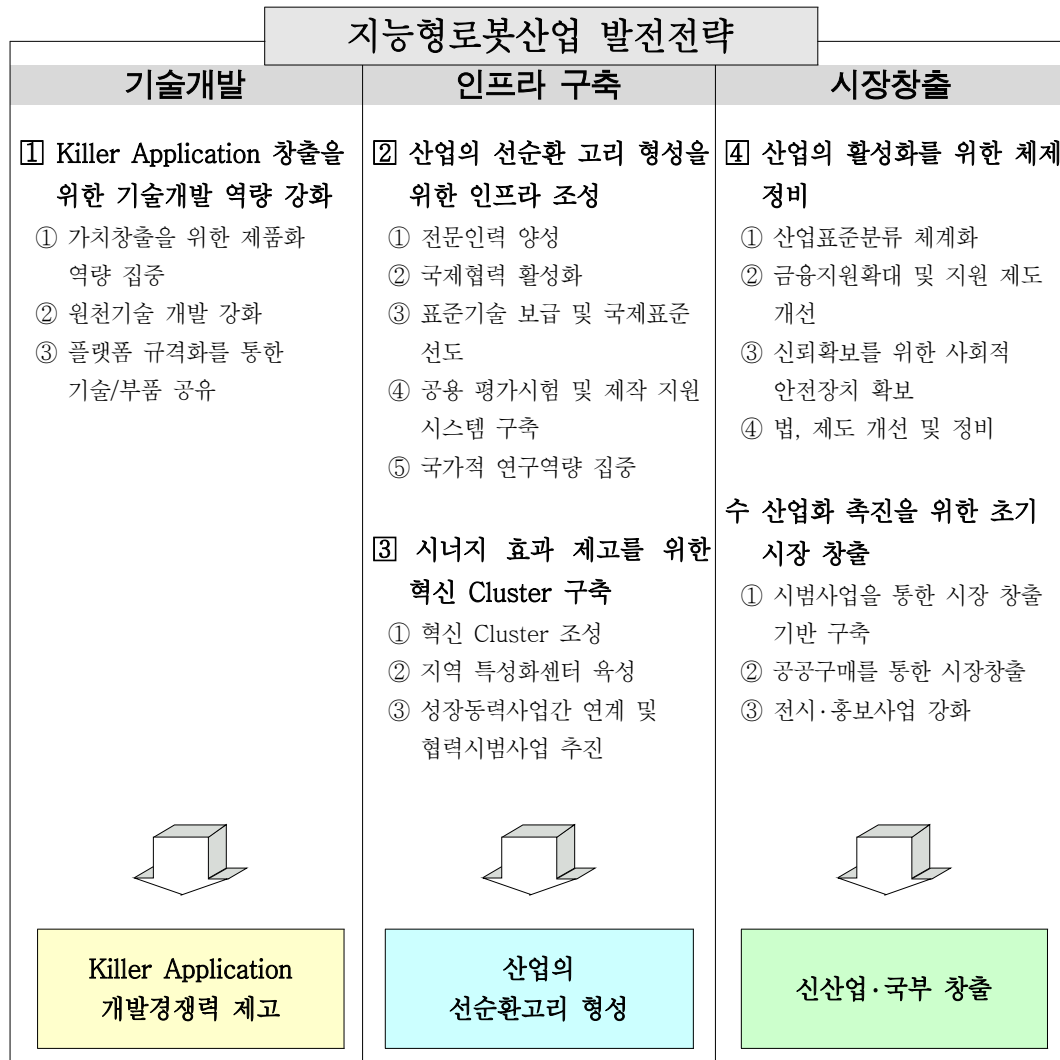 지능형로봇산업 발전전략
기술개발
1 Killer Application 창출을
위한 기술개발 역량 강화
① 가치창출을 위한 제품화
역량 집중
② 원천기술 개발 강화
③ 플랫폼 규격화를 통한
기술/부품 공유
Killer Application
개발경쟁력 제고
인프라 구축
2 산업의 선순환 고리 형성을
위한 인프라 조성
① 전문인력 양성
② 국제협력 활성화
③ 표준기술 보급 및 국제표준
선도
④ 공용 평가시험 및 제작 지원
시스템 구축
⑤ 국가적 연구역량 집중
3 시너지 효과 제고를 위한
혁신 Cluster 구축
① 혁신 Cluster 조성
② 지역 특성화센터 육성
③ 성장동력사업간 연계 및
협력시범사업 추진
산업의
선순환고리 형성
시장창출
4 산업의 활성화를 위한 체제
정비
① 산업표준분류 체계화
② 금융지원확대 및 지원 제도
개선
③ 신뢰확보를 위한 사회적
안전장치 확보
④ 법, 제도 개선 및 정비
수 산업화 촉진을 위한 초기
시장 창출
① 시범사업을 통한 시장 창출
기반 구축
② 공공구매를 통한 시장창출
③ 전시·홍보사업 강화
신산업·국부 창출